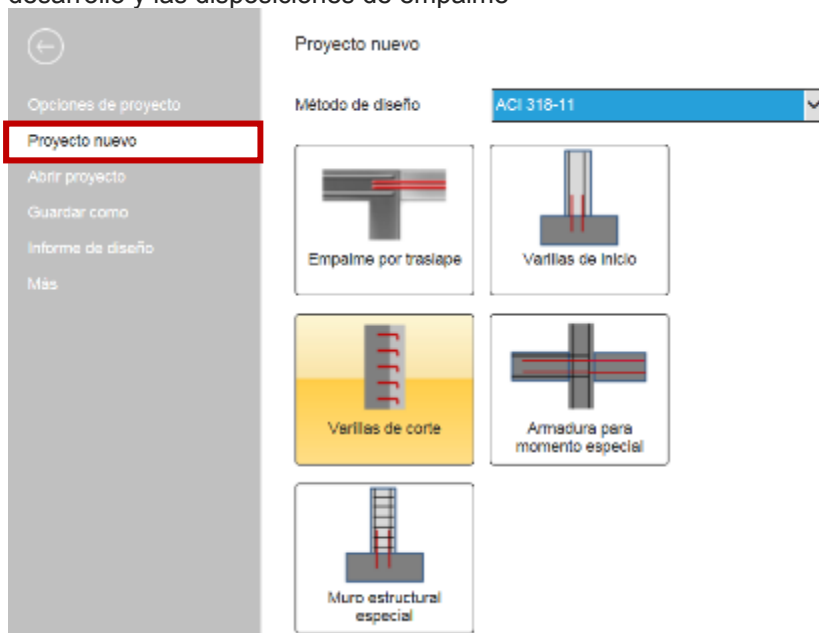 desarrollo y las disposiciones de empalme
Proyecto nuevo
Opciones de proyecto
Método de diseño
ACI 318-11
Proyecto nuevo
Abrir proyecto
Guardar como
Informe de diseño
Más
Empalme por traslape
Varillas de inicio
Varillas de corte
Armadura para
momento especial
Muro estructural
especial